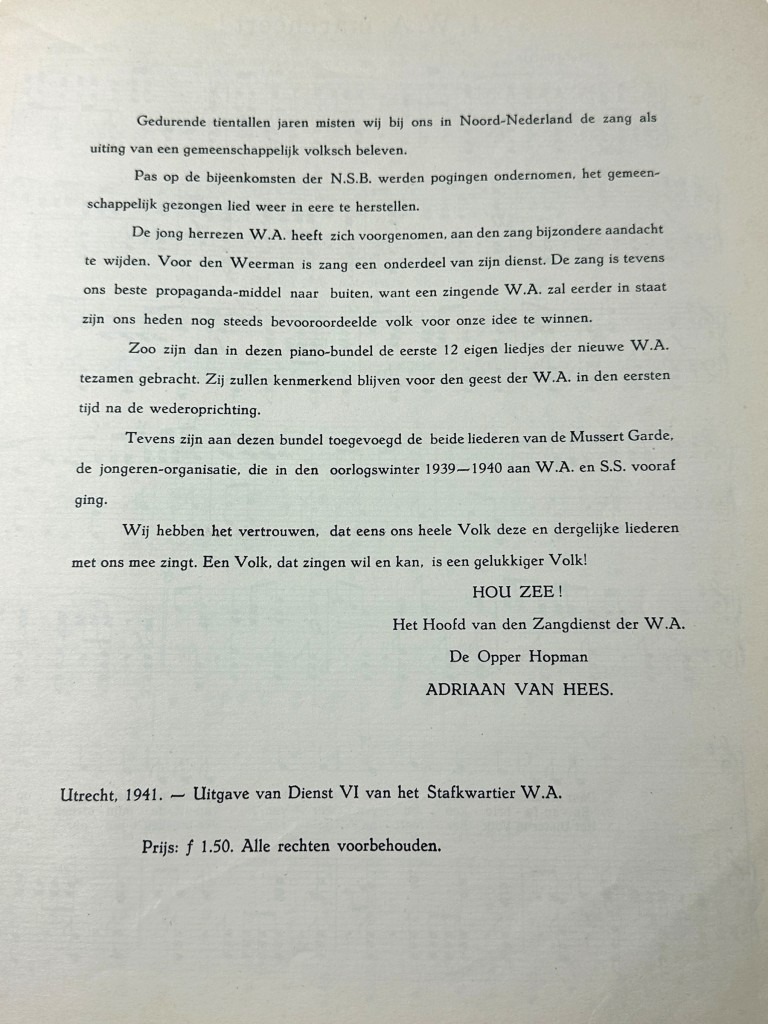 Gedurende tientallen jaren misten wij bij ons in Noord-Nederland de zang als
uiting van een gemeenschappelijk volksch beleven.
Pas op de bijeenkomsten der N.S.B. werden pogingen ondernomen, het gemeen-
schappelijk gezongen lied weer in eere te herstellen.
De jong herrezen W.A. heeft zich voorgenomen, aan den zang bijzondere aandacht
te wijden. Voor den Weerman is zang een onderdeel van zijn dienst. De zang is tevens
ons beste propaganda-middel naar buiten, want een zingende W.A. zal eerder in staat
zijn ons heden nog steeds bevooroordeelde volk voor onze idee te winnen.
Zoo zijn dan in dezen piano-bundel de eerste 12 eigen liedjes der nieuwe W.A.
tezamen gebracht. Zij zullen kenmerkend blijven voor den geest der W.A. in den eersten
tijd na de wederoprichting.
Tevens zijn aan dezen bundel toegevoegd de beide liederen van de Mussert Garde,
de jongeren-organisatie, die in den oorlogswinter 1939—1940 aan W.A. en S.S. vooraf
ging.
Wij hebben het vertrouwen, dat eens ons heele Volk deze en dergelijke liederen
met ons mee zingt. Een Volk, dat zingen wil en kan, is een gelukkiger Volk!
HOU ZEE !
Het Hoofd van den Zangdienst der W.A.
De Opper Hopman
ADRIAAN VAN HEES.
Utrecht, 1941. — Uitgave van Dienst VI van het Stafkwartier W.A.
Prijs: ƒ 1.50. Alle rechten voorbehouden.